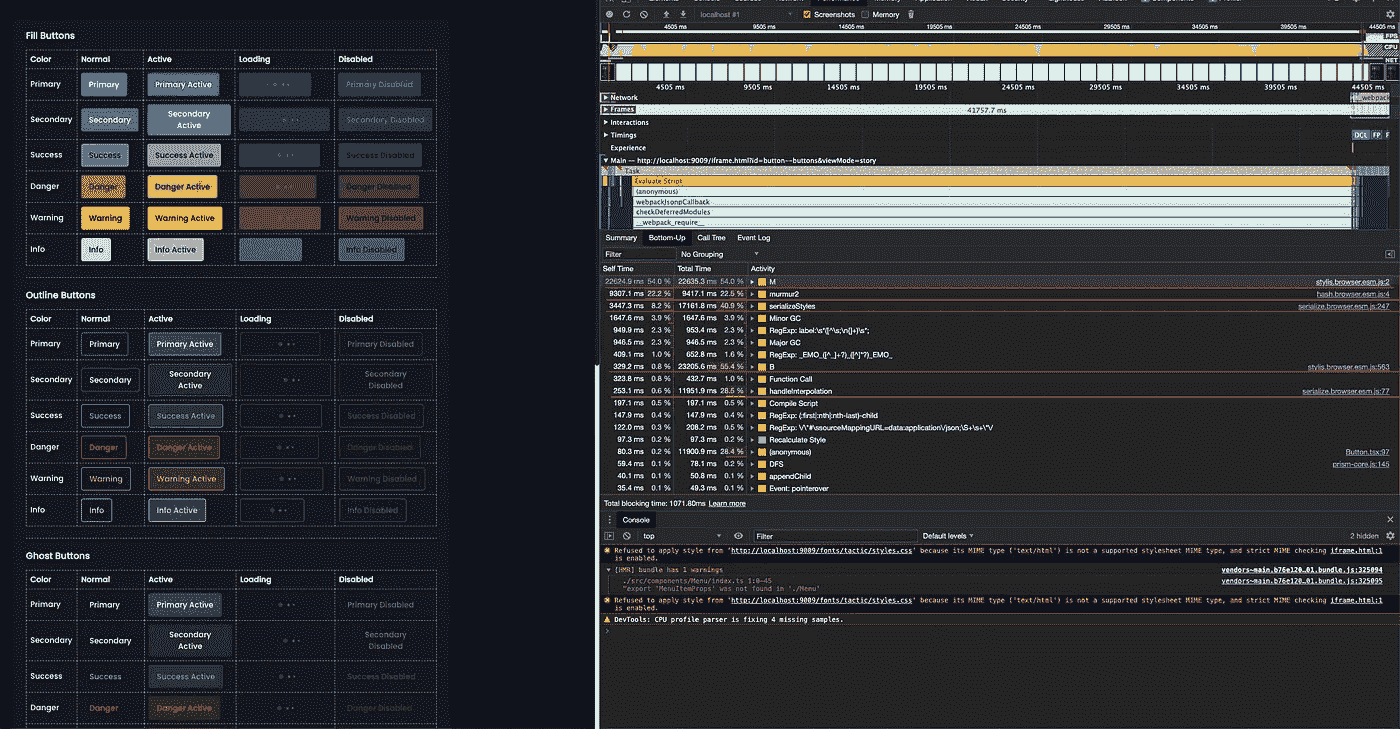 Fill Buttons
Color Normal Active Loading Disabled
Primary Primary Primary Active Primary Disabled
Secondary Secondary Secondary Active Secondary Disabled
Success Success Success Active Success Disabled
Danger Danger Danger Active Danger Disabled
Warning Warning Warning Active Warning Disabled
Info Info Info Active Info Disabled
Outline Buttons
Color Normal Active Loading Disabled
Primary Primary Primary Active Primary Disabled
Secondary Secondary Secondary Active Secondary Disabled
Success Success Success Active Success Disabled
Danger Danger Danger Active Danger Disabled
Warning Warning Warning Active Warning Disabled
Info Info Info Active Info Disabled
Ghost Buttons
Color Normal Active Loading Disabled
Primary Primary Primary Active Primary Disabled
Secondary Secondary Secondary Active Secondary Disabled
Success Success Success Active Success Disabled
Danger Danger Danger Active Danger Disabled
localhost #1 Screenshots Memory
4505 ms 9505 ms 14505 ms 19505 ms 24505 ms 29505 ms 34505 ms 39505 ms 44505 ms
FPS
CPU
NET
4505 ms 9505 ms 14505 ms 19505 ms 24505 ms 29505 ms 34505 ms 39505 ms 44505 ms
Network
Frames 41757.7 ms
Interactions
Timings DCL FP
Experience
Main — http://localhost:9009/iframe.html?id=button--buttons&viewMode=story
Task
Evaluate Script
(anonymous)
webpackJsonpCallback
checkDeferredModules
__webpack_require__
Summary Bottom-Up Call Tree Event Log
Filter No Grouping
Self Time Total Time Activity
22624.9 ms 54.0 % 22635.3 ms 54.0 % M stylis.browser.esm.js:2
9307.1 ms 22.2 % 9417.1 ms 22.5 % murmur2 hash.browser.esm.js:4
3447.3 ms 8.2 % 17161.8 ms 40.9 % serializeStyles serialize.browser.esm.js:247
1647.6 ms 3.9 % 1647.6 ms 3.9 % Minor GC
949.9 ms 2.3 % 953.4 ms 2.3 % RegExp: label:\s*([^\s;\n{]+)\s*;
946.5 ms 2.3 % 946.5 ms 2.3 % Major GC
409.1 ms 1.0 % 652.8 ms 1.6 %
329.2 ms 0.8 % 23205.6 ms 55.4 % B stylis.browser.esm.js:563
323.8 ms 0.8 % 432.7 ms 1.0 % Function Call
253.1 ms 0.6 % 11951.9 ms 28.5 % handleInterpolation serialize.browser.esm.js:77
197.1 ms 0.5 % 197.1 ms 0.5 % Compile Script
147.9 ms 0.4 % 147.9 ms 0.4 % RegExp: (:first|:nth|:nth-last)-child
122.0 ms 0.3 % 208.2 ms 0.5 %
97.3 ms 0.2 % 97.3 ms 0.2 % Recalculate Style
80.3 ms 0.2 % 11900.9 ms 28.4 % (anonymous) Button.tsx:97
59.4 ms 0.1 % 78.1 ms 0.2 % DFS prism-core.js:145
40.1 ms 0.1 % 50.8 ms 0.1 % appendChild
35.4 ms 0.1 % 49.3 ms 0.1 % Event: pointerover
Total blocking time: 1071.80ms Learn more
Console
top Filter Default levels 2 hidden
Refused to apply style from 'http://localhost:9009/fonts/tactic/styles.css' because its MIME type ('text/html') is not a supported stylesheet MIME type, and strict MIME checking iframe.html:1
is enabled.
[HMR] bundle has 1 warnings vendors~main.b76e120…01.bundle.js:325094
./src/components/Menu/index.ts 1:0-45 vendors~main.b76e120…01.bundle.js:325095
"export 'MenuItemProps' was not found in './Menu'
Refused to apply style from 'http://localhost:9009/fonts/tactic/styles.css' because its MIME type ('text/html') is not a supported stylesheet MIME type, and strict MIME checking iframe.html:1
is enabled.
DevTools: CPU profile parser is fixing 4 missing samples.